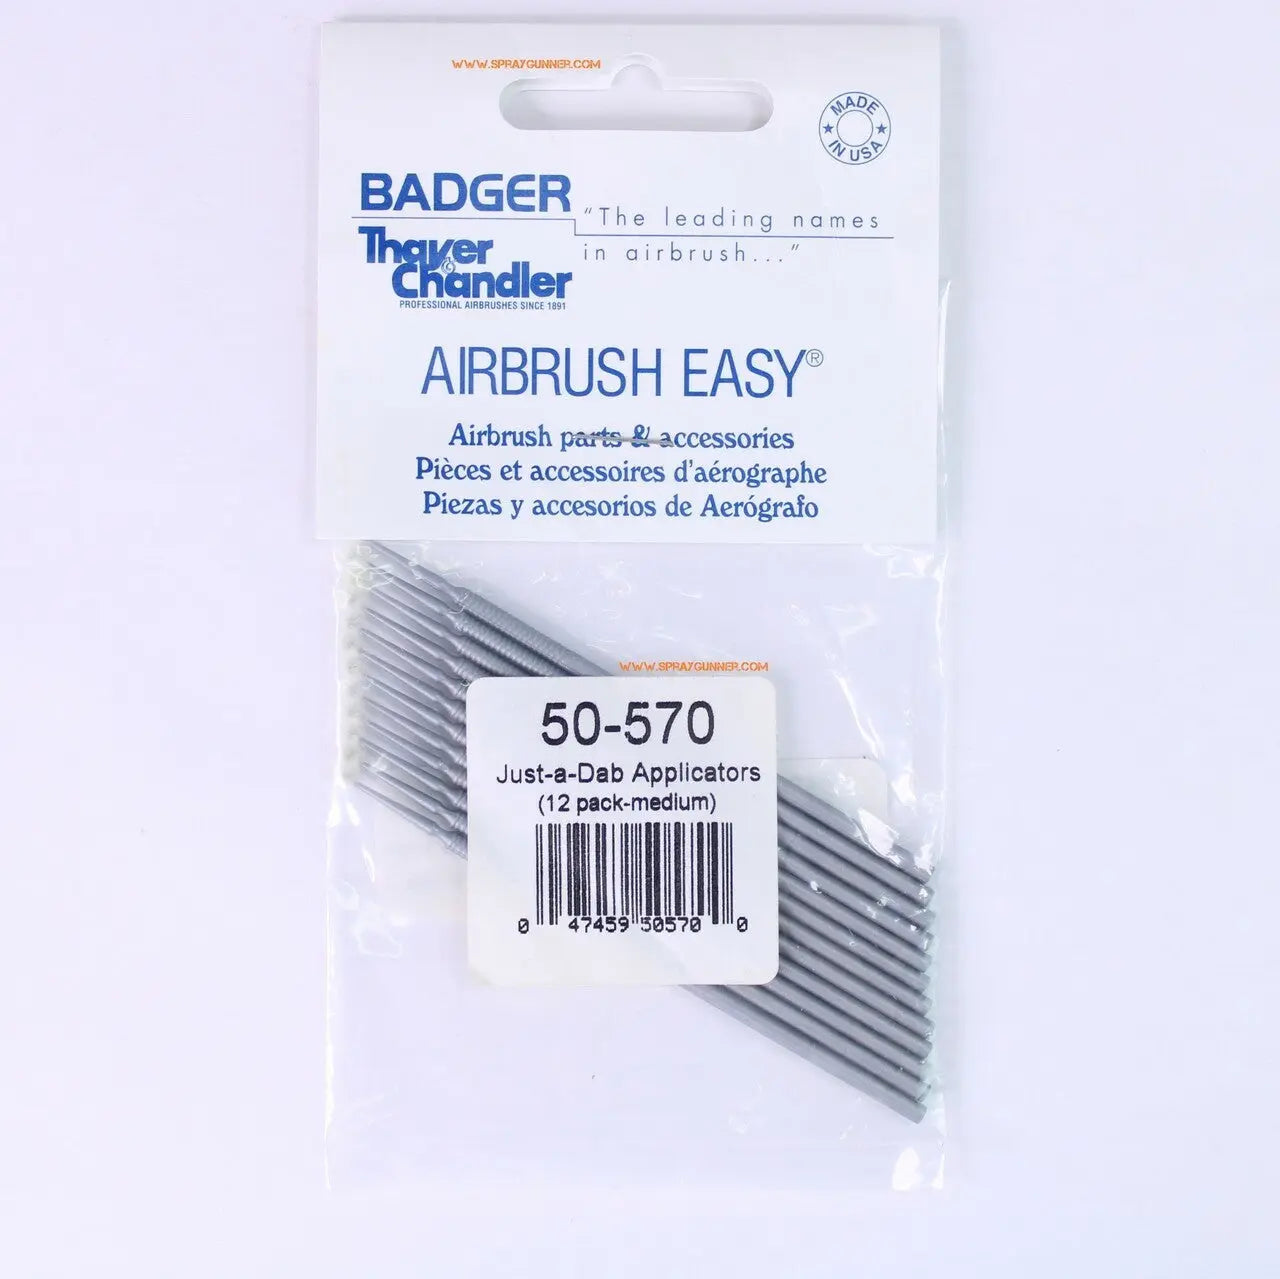 WWW.SPRAYGUNNER.COM
MADE
IN USA
BADGER
"The leading names
in airbrush..."
Thayer
& Chandler
PROFESSIONAL AIRBRUSHES SINCE 1891
AIRBRUSH EASY®
Airbrush parts & accessories
Pièces et accessoires d'aérographe
Piezas y accesorios de Aerógrafo
WWW.SPRAYGUNNER.COM
50-570
Just-a-Dab Applicators
(12 pack-medium)
0 47459 50570 0